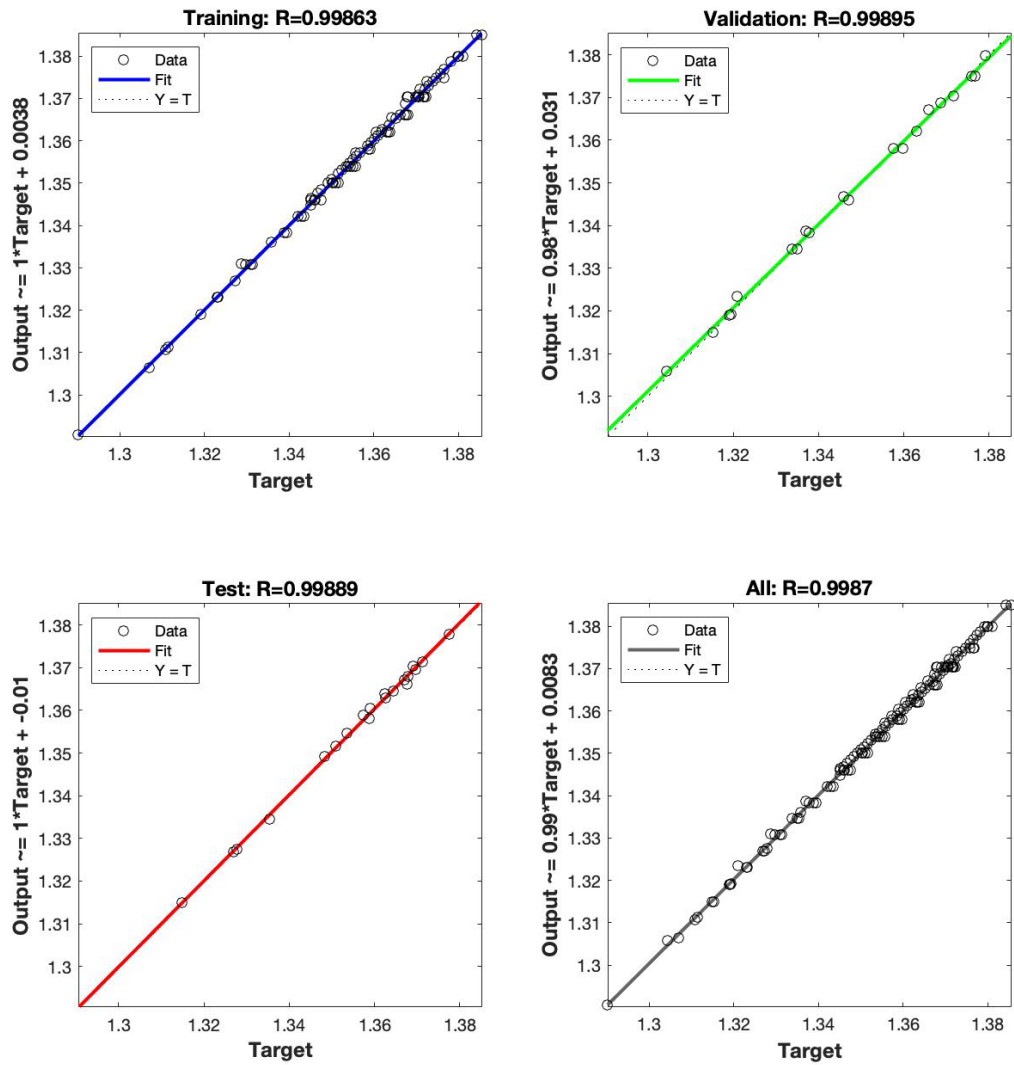 Training: R=0.99863
Data
Fit
Y = T
Output ~= 1*Target + 0.0038
1.38
1.37
1.36
1.35
1.34
1.33
1.32
1.31
1.3
1.3 1.32 1.34 1.36 1.38
Target
Validation: R=0.99895
Data
Fit
Y = T
Output ~= 0.98*Target + 0.031
1.38
1.37
1.36
1.35
1.34
1.33
1.32
1.31
1.3
1.3 1.32 1.34 1.36 1.38
Target
Test: R=0.99889
Data
Fit
Y = T
Output ~= 1*Target + -0.01
1.38
1.37
1.36
1.35
1.34
1.33
1.32
1.31
1.3
1.3 1.32 1.34 1.36 1.38
Target
All: R=0.9987
Data
Fit
Y = T
Output ~= 0.99*Target + 0.0083
1.38
1.37
1.36
1.35
1.34
1.33
1.32
1.31
1.3
1.3 1.32 1.34 1.36 1.38
Target